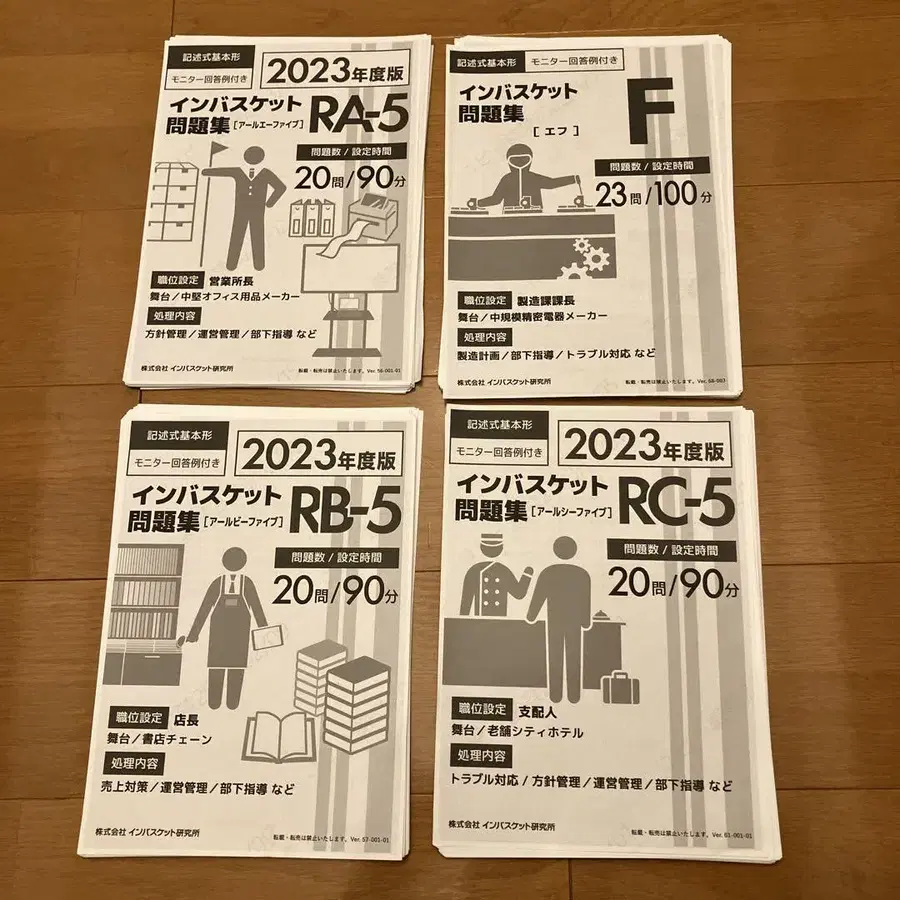 記述式基本形
モニター回答例付き
2023年度版
インバスケット
問題集[アールエーファイブ]
RA-5
問題数/設定時間
20問/90分
職位設定 営業所長
舞台/中堅オフィス用品メーカー
処理内容
方針管理/運営管理/部下指導 など
株式会社 インバスケット研究所
転載・転売は禁止いたします。 Ver. 56-001-01
記述式基本形
モニター回答例付き
インバスケット
問題集
[エフ]
F
問題数/設定時間
23問/100分
職位設定 製造課課長
舞台/中規模精密電器メーカー
処理内容
製造計画/部下指導/トラブル対応 など
株式会社 インバスケット研究所
転載・転売は禁止いたします。
記述式基本形
モニター回答例付き
2023年度版
インバスケット
問題集[アールビーファイブ]
RB-5
問題数/設定時間
20問/90分
職位設定 店長
舞台/書店チェーン
処理内容
売上対策/運営管理/部下指導 など
株式会社 インバスケット研究所
転載・転売は禁止いたします。 Ver. 57-001-01
記述式基本形
モニター回答例付き
2023年度版
インバスケット
問題集[アールシーファイブ]
RC-5
問題数/設定時間
20問/90分
職位設定 支配人
舞台/老舗シティホテル
処理内容
トラブル対応/方針管理/運営管理/部下指導 など
株式会社 インバスケット研究所
転載・転売は禁止いたします。 Ver. 61-001-01